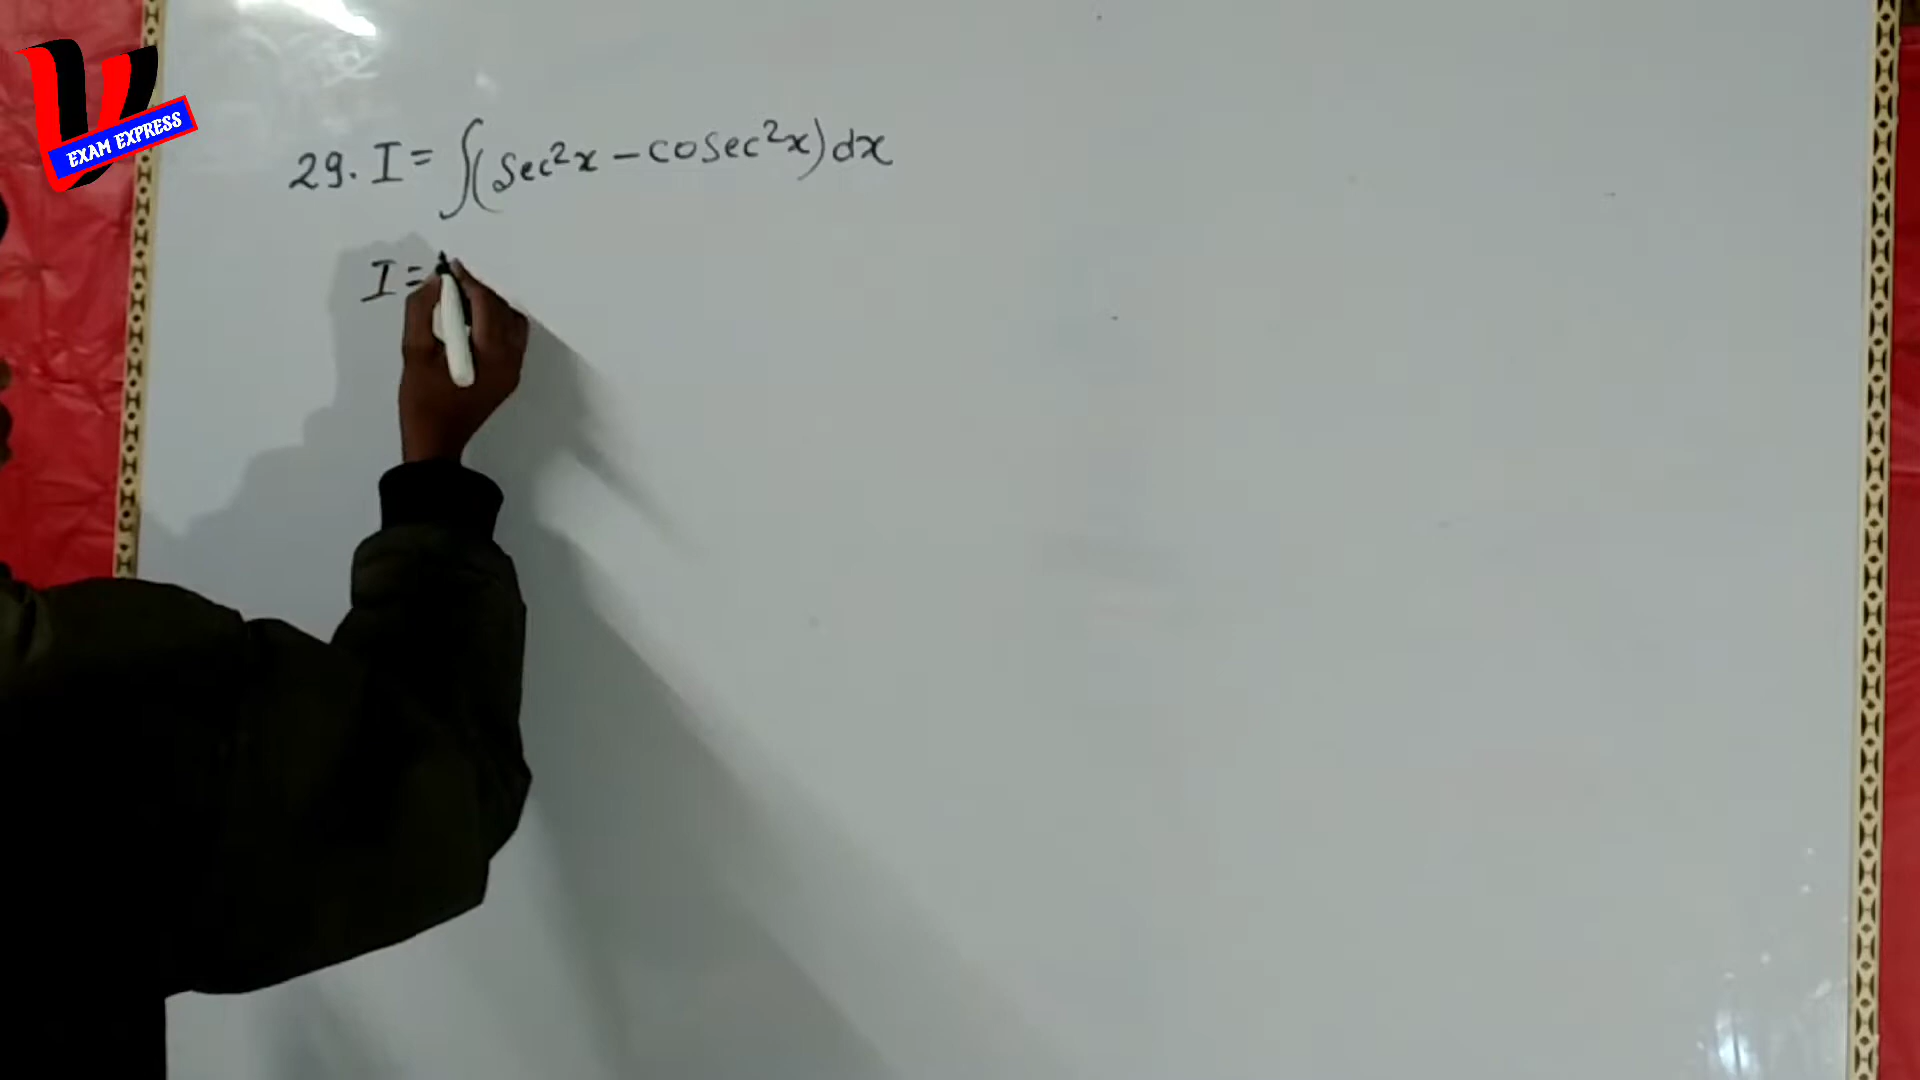 EXAM EXPRESS
29. I = ∫(sec²x – cosec²x)dx
I =